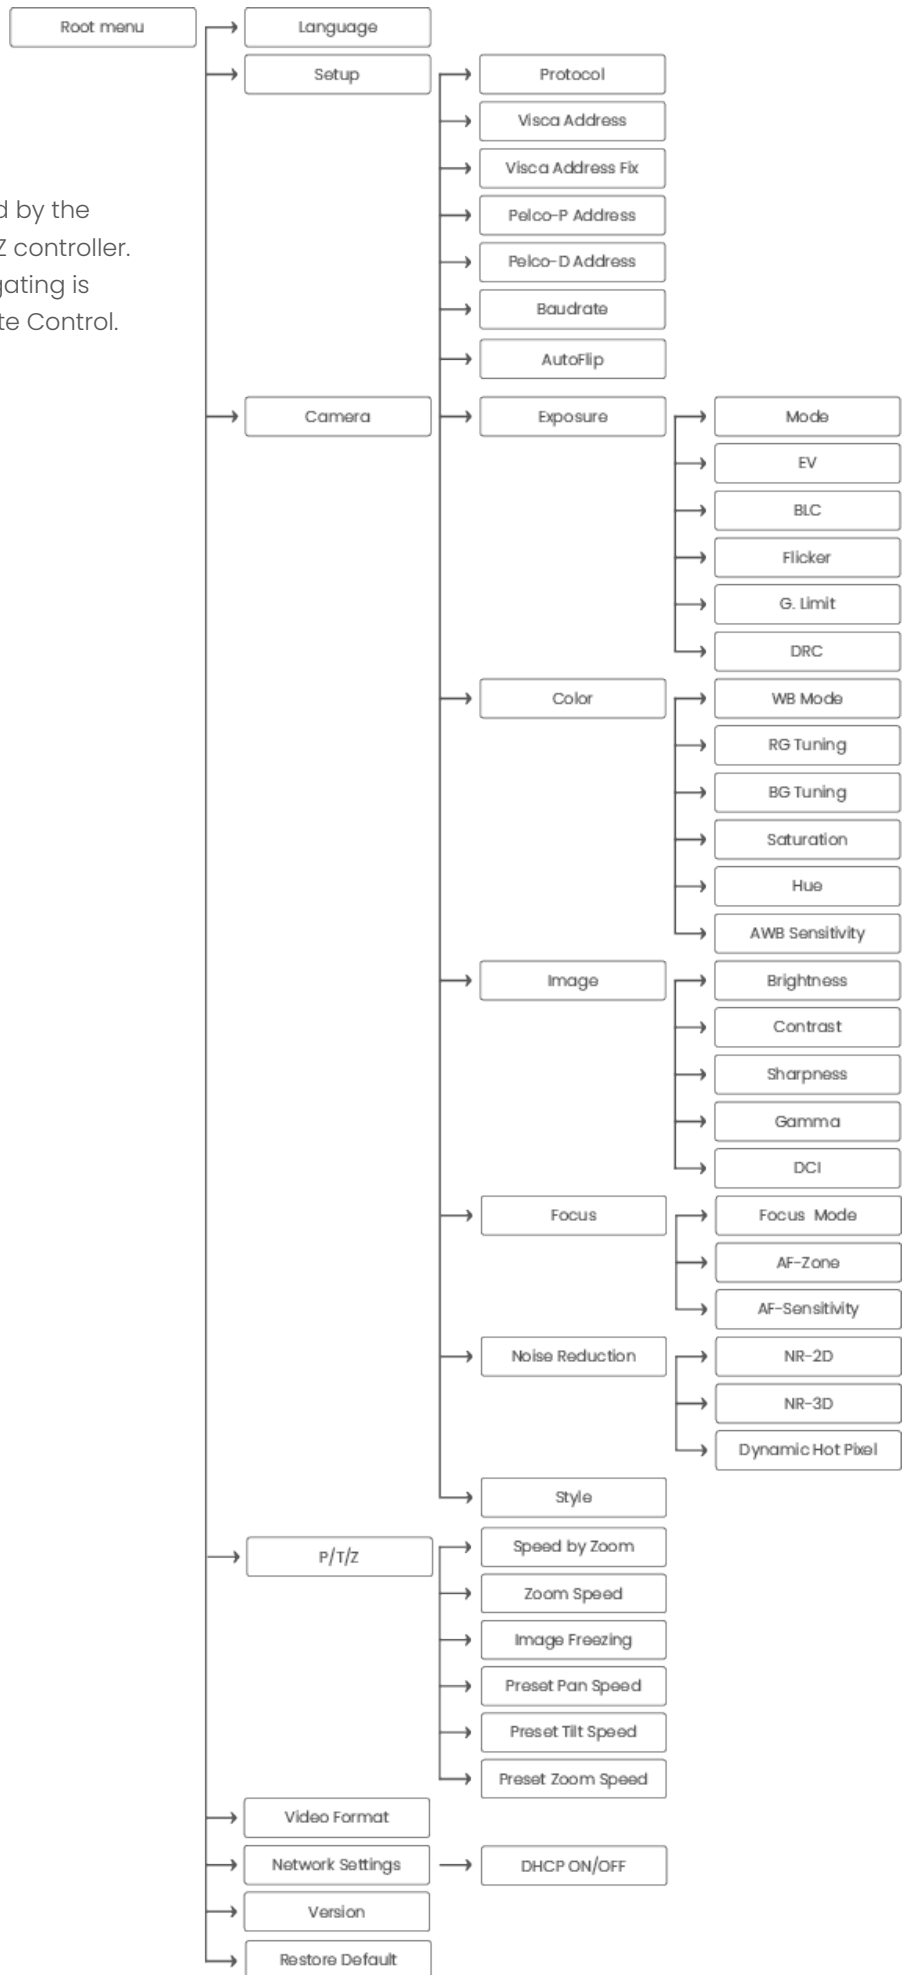 Root menu
Language
Setup
Protocol
Visca Address
Visca Address Fix
Pelco-P Address
Pelco-D Address
Baudrate
AutoFlip
by the
Z controller.
is
Control.
Camera
Exposure
Mode
EV
BLC
Flicker
G. Limit
DRC
Color
WB Mode
RG Tuning
BG Tuning
Saturation
Hue
AWB Sensitivity
Image
Brightness
Contrast
Sharpness
Gamma
DCI
Focus
Focus Mode
AF-Zone
AF-Sensitivity
Noise Reduction
NR-2D
NR-3D
Dynamic Hot Pixel
Style
P/T/Z
Speed by Zoom
Zoom Speed
Image Freezing
Preset Pan Speed
Preset Tilt Speed
Preset Zoom Speed
Video Format
Network Settings
DHCP ON/OFF
Version
Restore Default